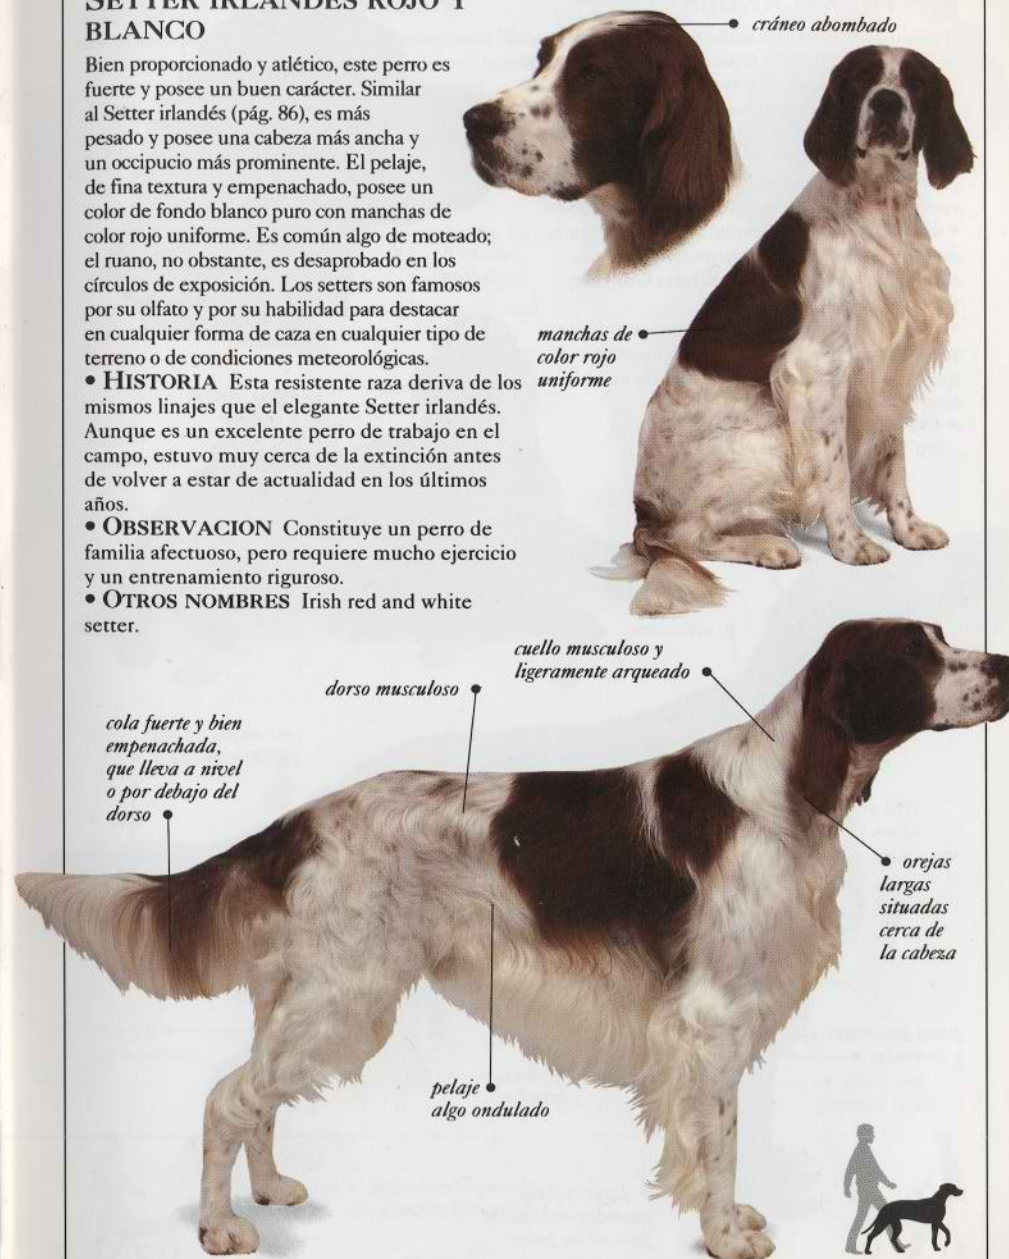 SETTER IRLANDES ROJO Y
BLANCO
Bien proporcionado y atlético, este perro es
fuerte y posee un buen carácter. Similar
al Setter irlandés (pág. 86), es más
pesado y posee una cabeza más ancha y
un occipucio más prominente. El pelaje,
de fina textura y empenachado, posee un
color de fondo blanco puro con manchas de
color rojo uniforme. Es común algo de moteado;
el ruano, no obstante, es desaprobado en los
círculos de exposición. Los setters son famosos
por su olfato y por su habilidad para destacar
en cualquier forma de caza en cualquier tipo de
terreno o de condiciones meteorológicas.
• HISTORIA Esta resistente raza deriva de los
mismos linajes que el elegante Setter irlandés.
Aunque es un excelente perro de trabajo en el
campo, estuvo muy cerca de la extinción antes
de volver a estar de actualidad en los últimos
años.
• OBSERVACION Constituye un perro de
familia afectuoso, pero requiere mucho ejercicio
y un entrenamiento riguroso.
• OTROS NOMBRES Irish red and white
setter.
cráneo abombado
manchas de
color rojo
uniforme
cuello musculoso y
ligeramente arqueado
dorso musculoso
cola fuerte y bien
empenachada,
que lleva a nivel
o por debajo del
dorso
orejas
largas
situadas
cerca de
la cabeza
pelaje
algo ondulado